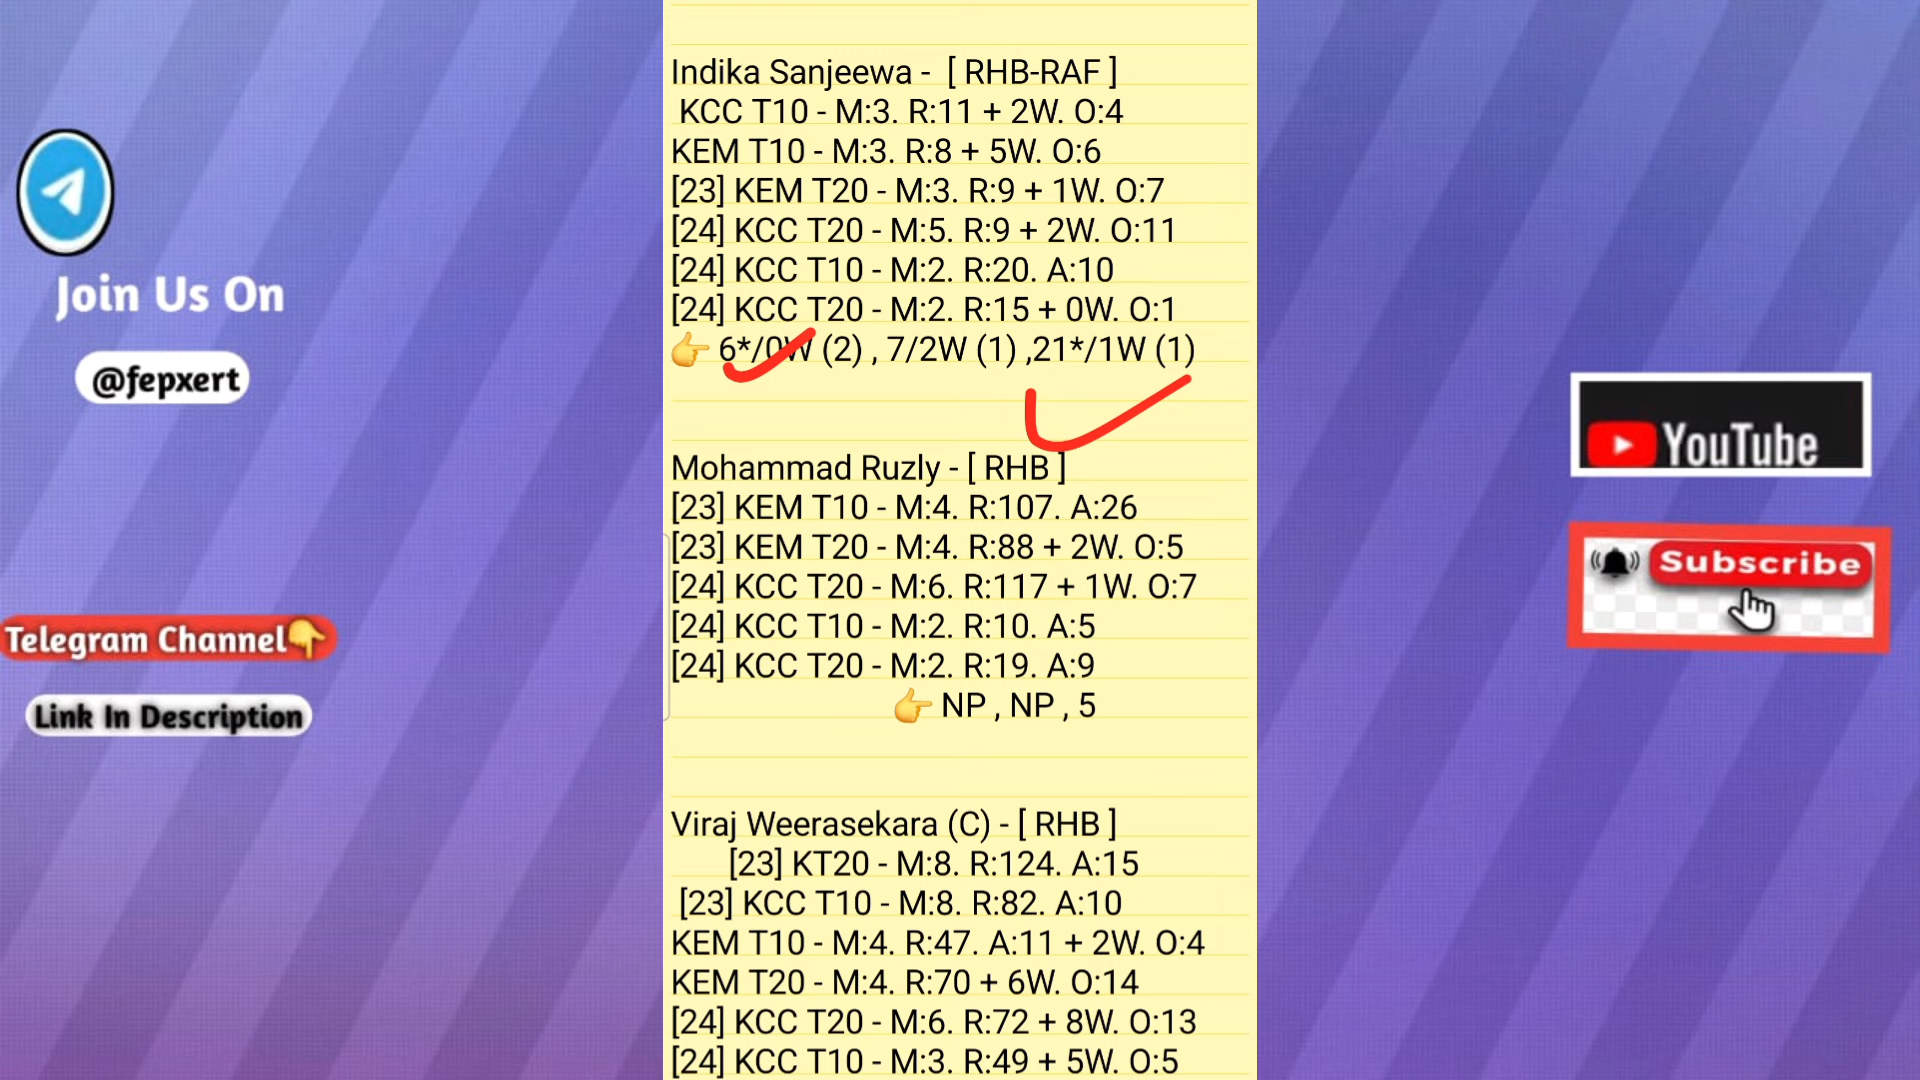 Join Us On
@fepxert
Telegram Channel👇
Link In Description
Indika Sanjeewa - [ RHB-RAF ]
KCC T10 - M:3. R:11 + 2W. O:4
KEM T10 - M:3. R:8 + 5W. O:6
[23] KEM T20 - M:3. R:9 + 1W. O:7
[24] KCC T20 - M:5. R:9 + 2W. O:11
[24] KCC T10 - M:2. R:20. A:10
[24] KCC T20 - M:2. R:15 + 0W. O:1
👉 6*/0W (2) , 7/2W (1) ,21*/1W (1)
Mohammad Ruzly - [ RHB ]
[23] KEM T10 - M:4. R:107. A:26
[23] KEM T20 - M:4. R:88 + 2W. O:5
[24] KCC T20 - M:6. R:117 + 1W. O:7
[24] KCC T10 - M:2. R:10. A:5
[24] KCC T20 - M:2. R:19. A:9
👉 NP , NP , 5
Viraj Weerasekara (C) - [ RHB ]
[23] KT20 - M:8. R:124. A:15
[23] KCC T10 - M:8. R:82. A:10
KEM T10 - M:4. R:47. A:11 + 2W. O:4
KEM T20 - M:4. R:70 + 6W. O:14
[24] KCC T20 - M:6. R:72 + 8W. O:13
[24] KCC T10 - M:3. R:49 + 5W. O:5
YouTube
Subscribe